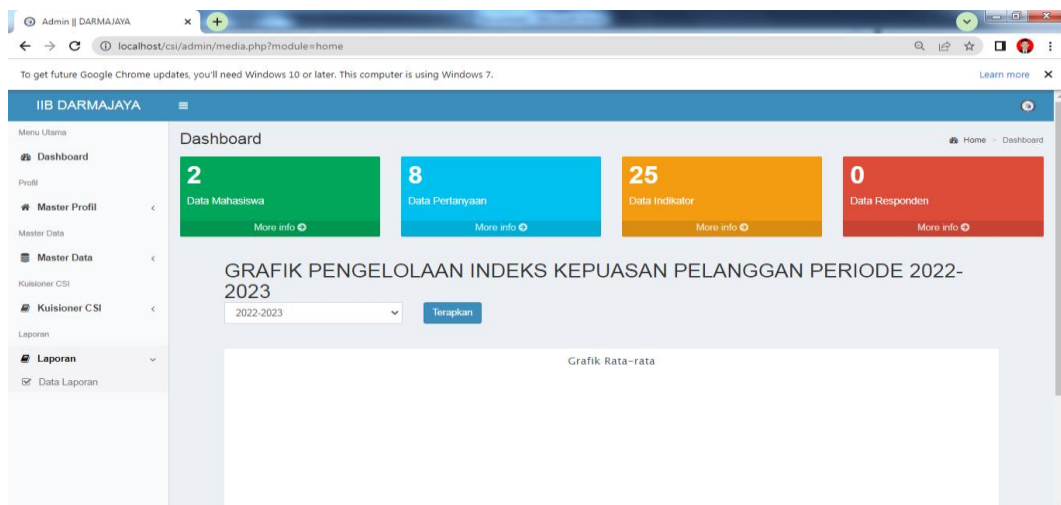 Admin || DARMAJAYA
localhost/csi/admin/media.php?module=home
To get future Google Chrome updates, you'll need Windows 10 or later. This computer is using Windows 7.
Learn more
IIB DARMAJAYA
Menu Utama
Dashboard
Profil
Master Profil
Master Data
Master Data
Kuisioner CSI
Kuisioner CSI
Laporan
Laporan
Data Laporan
Dashboard
Home > Dashboard
2
Data Mahasiswa
More info
8
Data Pertanyaan
More info
25
Data Indikator
More info
0
Data Responden
More info
GRAFIK PENGELOLAAN INDEKS KEPUASAN PELANGGAN PERIODE 2022-
2023
2022-2023
Terapkan
Grafik Rata-rata